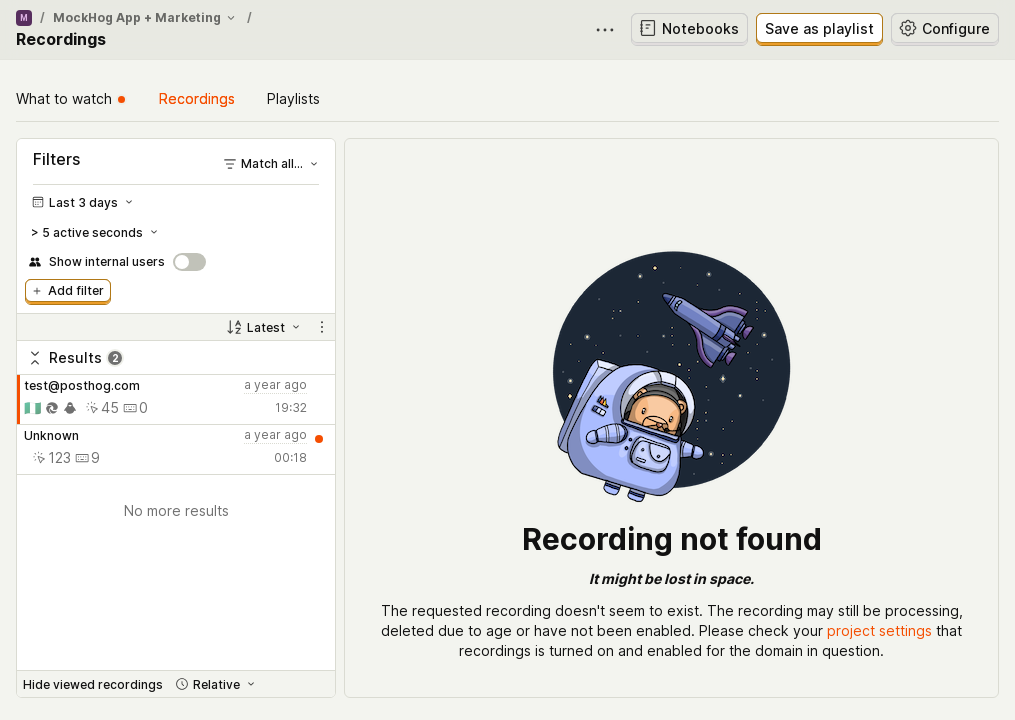 M / MockHog App + Marketing /
Recordings
Notebooks
Save as playlist
Configure
What to watch
Recordings
Playlists
Filters
Match all...
Last 3 days
> 5 active seconds
Show internal users
+ Add filter
Latest
Results 2
test@posthog.com
a year ago
45 0
19:32
Unknown
a year ago
123 9
00:18
No more results
Hide viewed recordings
Relative
Recording not found
It might be lost in space.
The requested recording doesn't seem to exist. The recording may still be processing,
deleted due to age or have not been enabled. Please check your project settings that
recordings is turned on and enabled for the domain in question.